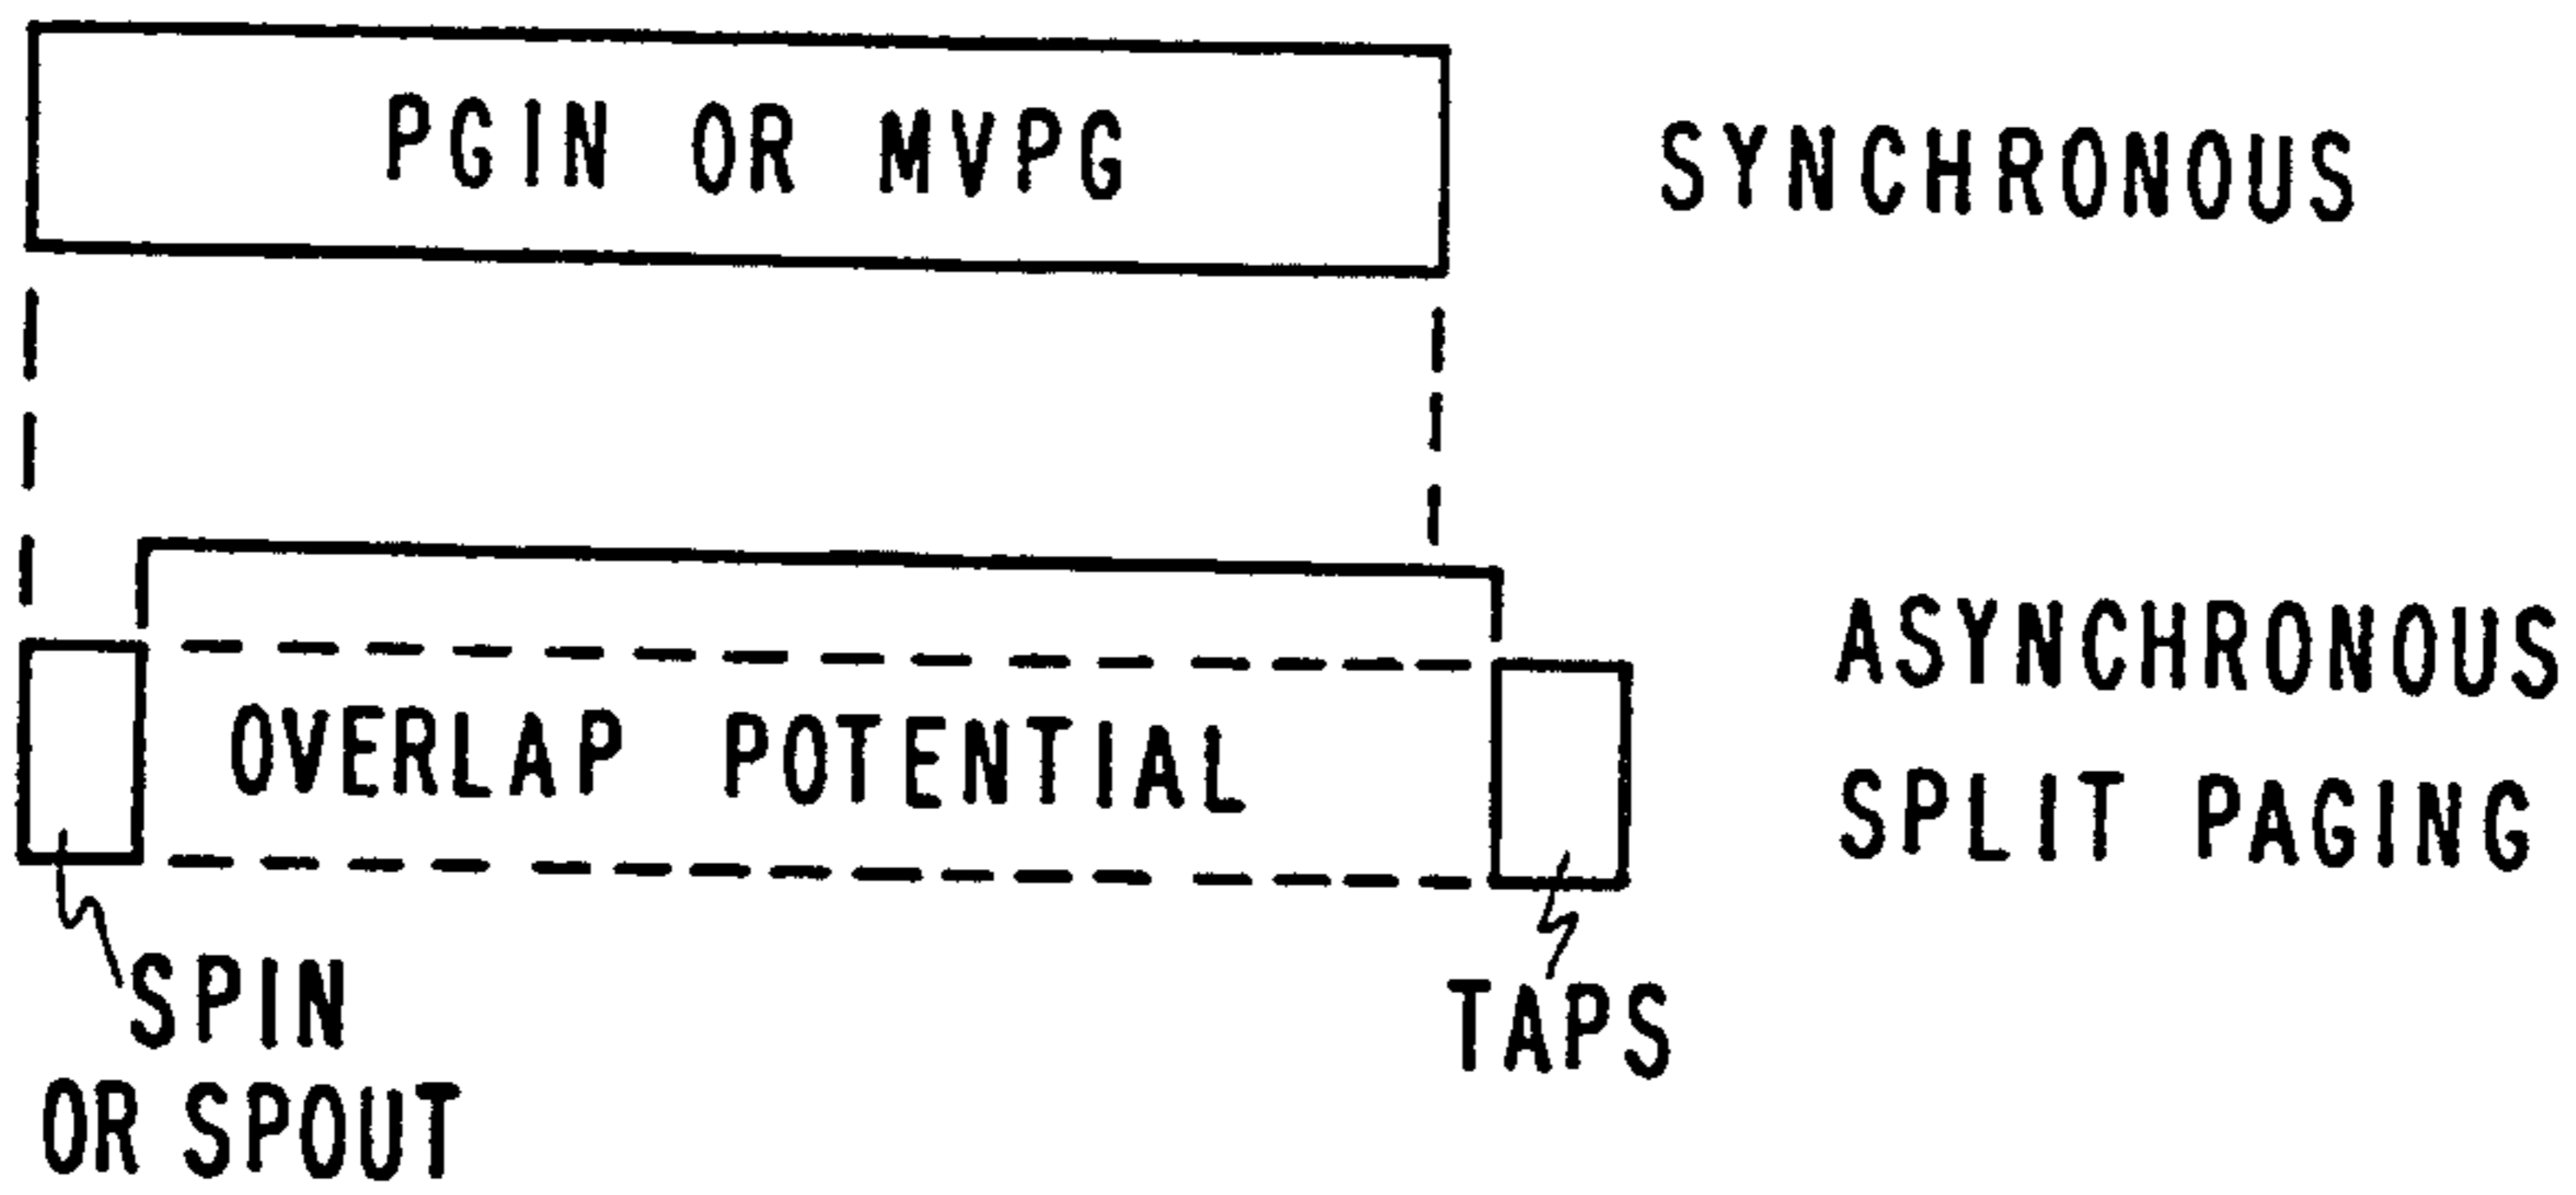 PGIN OR MVPG
SYNCHRONOUS
OVERLAP POTENTIAL
ASYNCHRONOUS
SPLIT PAGING
SPIN
OR SPOUT
TAPS